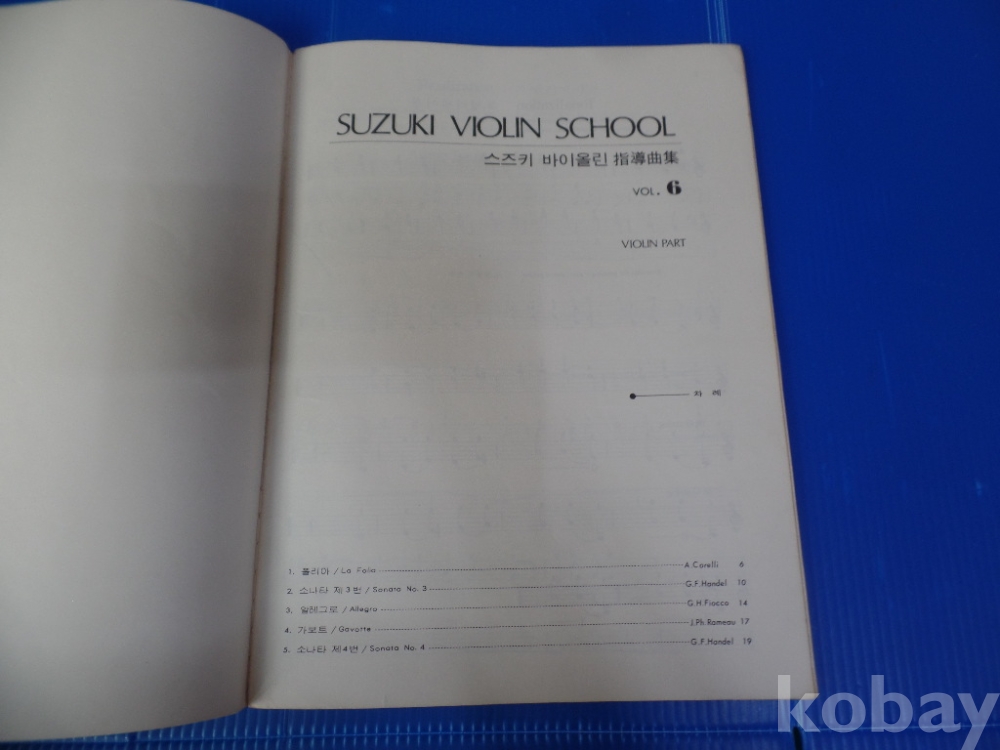 SUZUKI VIOLIN SCHOOL
스즈키 바이올린 指導曲集
VOL. 6
VIOLIN PART
차 례
1. 폴리아 / La Folia A.Corelli 6
2. 소나타 제3번 / Sonata No. 3 G.F.Handel 10
3. 알레그로 / Allegro G.H.Fiocco 14
4. 가보트 / Gavotte J.Ph.Rameau 17
5. 소나타 제4번 / Sonata No. 4 G.F.Handel 19
kobay